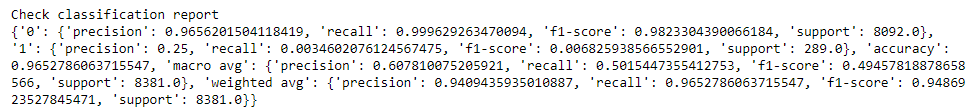 Check classification report
{'0': {'precision': 0.9656201504118419, 'recall': 0.999629263470094, 'f1-score': 0.9823304390066184, 'support': 8092.0},
'1': {'precision': 0.25, 'recall': 0.0034602076124567475, 'f1-score': 0.006825938566552901, 'support': 289.0}, 'accuracy':
0.9652786063715547, 'macro avg': {'precision': 0.607810075205921, 'recall': 0.5015447355412753, 'f1-score': 0.49457818878658
566, 'support': 8381.0}, 'weighted avg': {'precision': 0.9409435935010887, 'recall': 0.9652786063715547, 'f1-score': 0.94869
23527845471, 'support': 8381.0}}